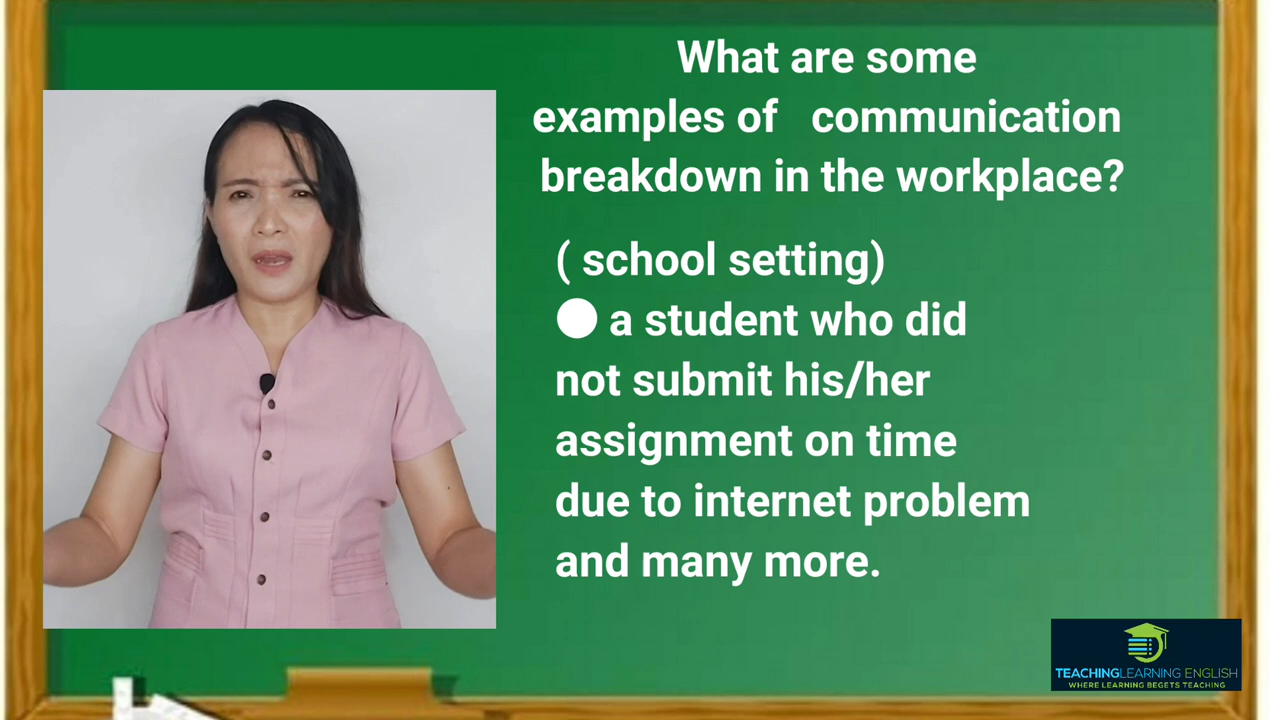 What are some
examples of communication
breakdown in the workplace?
( school setting)
● a student who did
not submit his/her
assignment on time
due to internet problem
and many more.
TEACHINGLEARNING ENGLISH
WHERE LEARNING BEGETS TEACHING